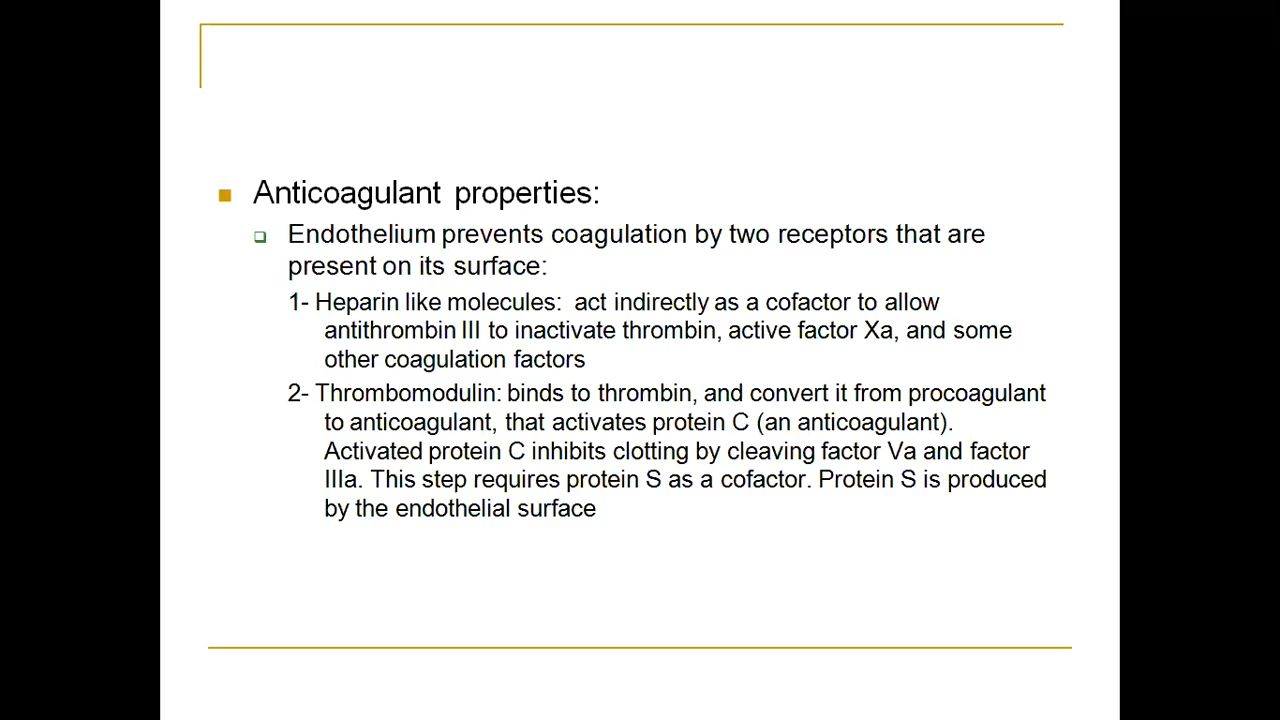 Anticoagulant properties:
Endothelium prevents coagulation by two receptors that are
present on its surface:
1- Heparin like molecules: act indirectly as a cofactor to allow
antithrombin III to inactivate thrombin, active factor Xa, and some
other coagulation factors
2- Thrombomodulin: binds to thrombin, and convert it from procoagulant
to anticoagulant, that activates protein C (an anticoagulant).
Activated protein C inhibits clotting by cleaving factor Va and factor
IIIa. This step requires protein S as a cofactor. Protein S is produced
by the endothelial surface